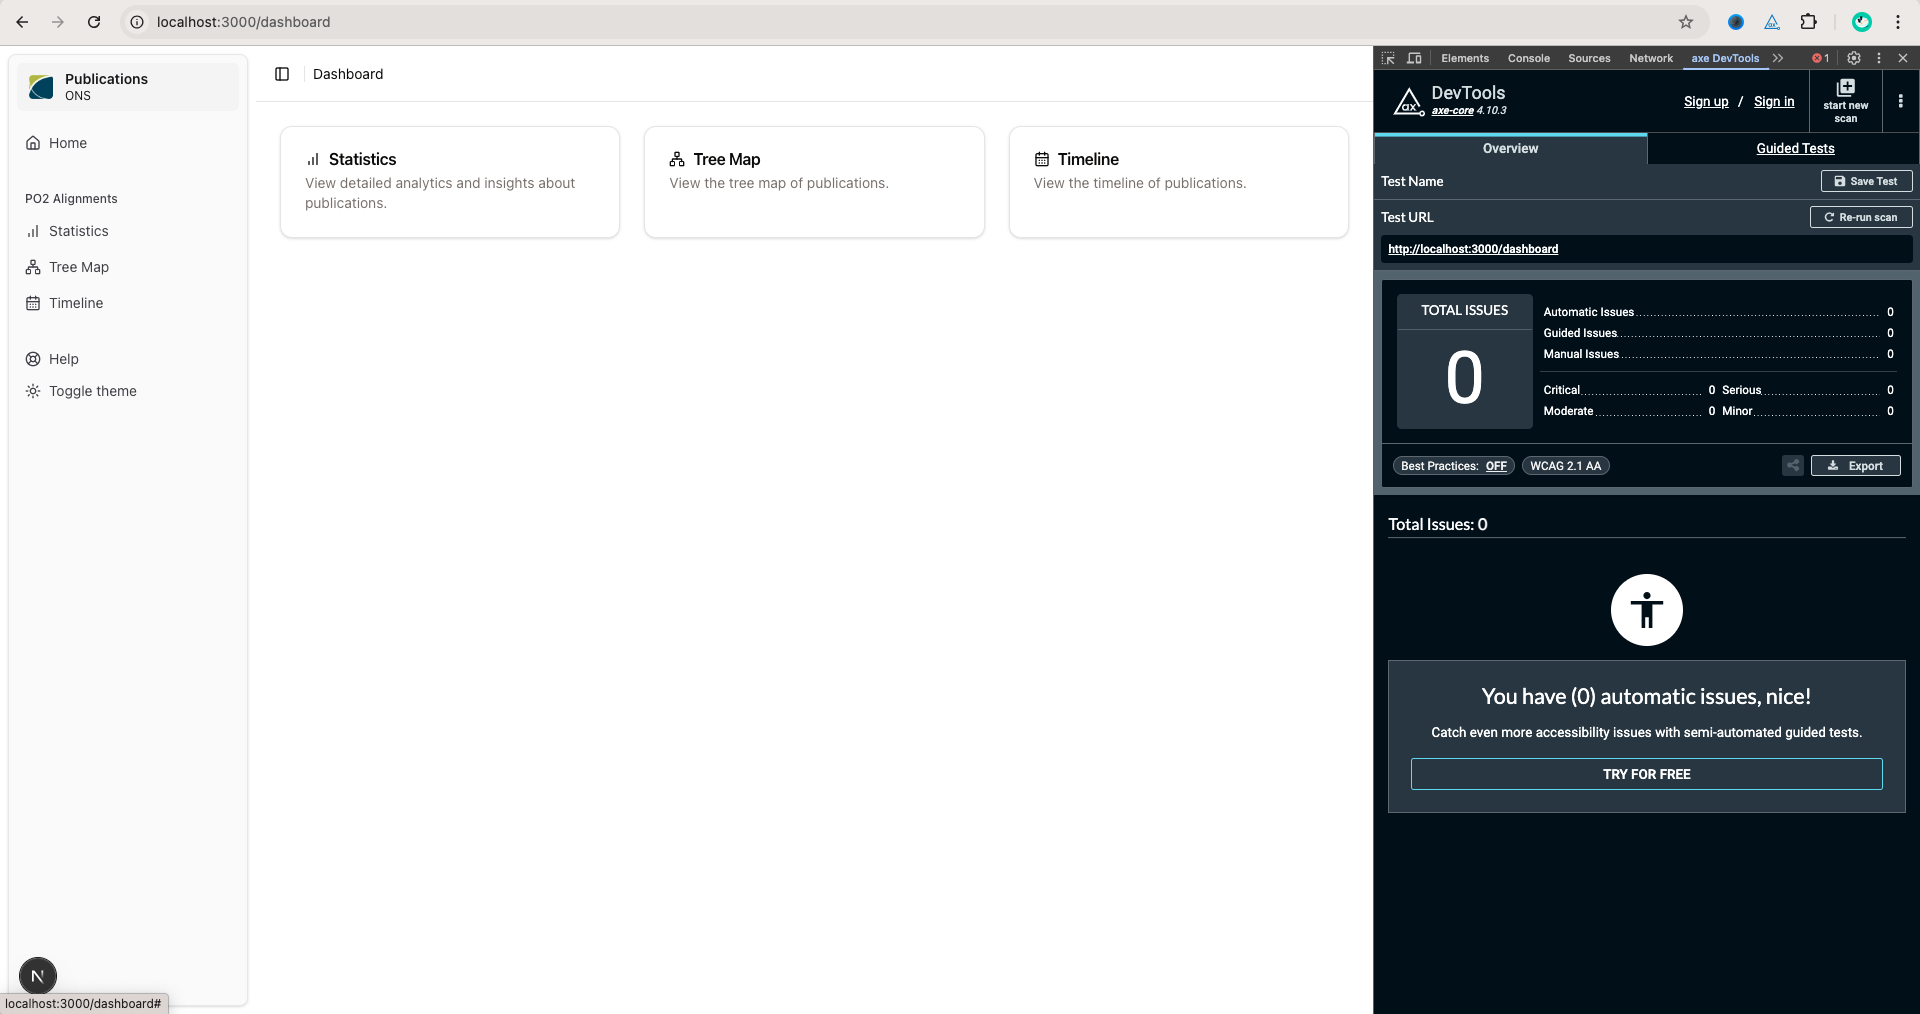 localhost:3000/dashboard
Publications
ONS
Home
PO2 Alignments
Statistics
Tree Map
Timeline
Help
Toggle theme
N
localhost:3000/dashboard#
Dashboard
Statistics
View detailed analytics and insights about
publications.
Tree Map
View the tree map of publications.
Timeline
View the timeline of publications.
Elements
Console
Sources
Network
axe DevTools
1
ax
DevTools
axe-core 4.10.3
Sign up / Sign in
start new
scan
Overview
Guided Tests
Test Name
Save Test
Test URL
Re-run scan
http://localhost:3000/dashboard
TOTAL ISSUES
0
Automatic Issues 0
Guided Issues 0
Manual Issues 0
Critical 0 Serious 0
Moderate 0 Minor 0
Best Practices: OFF
WCAG 2.1 AA
Export
Total Issues: 0
You have (0) automatic issues, nice!
Catch even more accessibility issues with semi-automated guided tests.
TRY FOR FREE